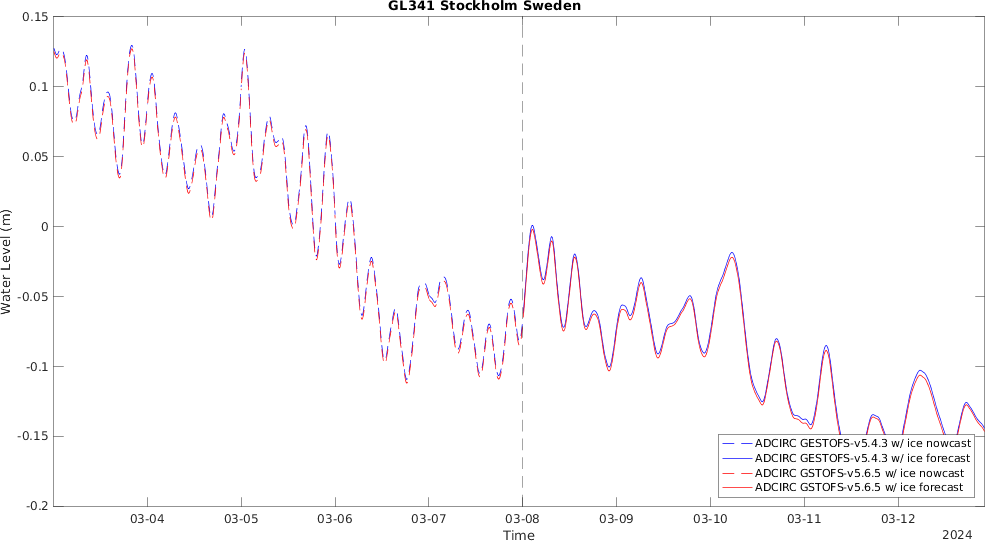 GL341 Stockholm Sweden
0.15
0.1
0.05
0
-0.05
-0.1
-0.15
-0.2
Water Level (m)
ADCIRC GESTOFS-v5.4.3 w/ ice nowcast
ADCIRC GESTOFS-v5.4.3 w/ ice forecast
ADCIRC GSTOFS-v5.6.5 w/ ice nowcast
ADCIRC GSTOFS-v5.6.5 w/ ice forecast
03-04 03-05 03-06 03-07 03-08 03-09 03-10 03-11 03-12
Time
2024